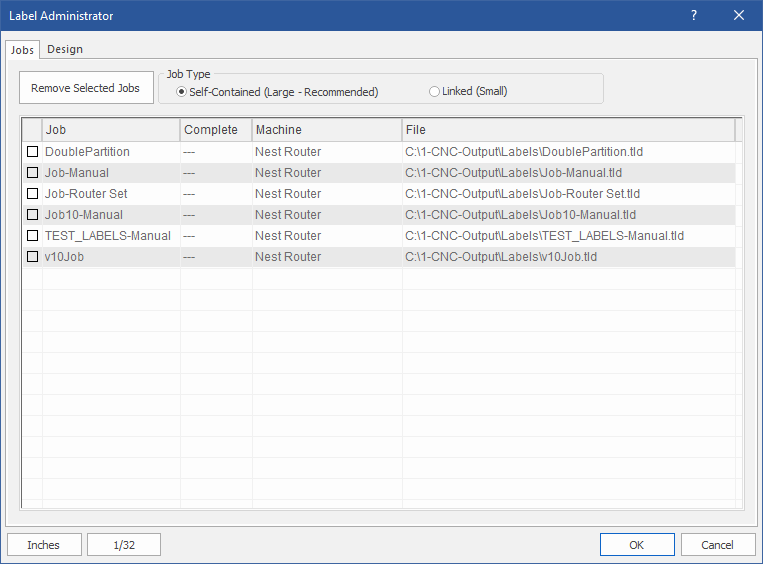 Label Administrator ?
Jobs Design
Remove Selected Jobs
Job Type
Self-Contained (Large - Recommended) Linked (Small)
Job Complete Machine File
DoublePartition --- Nest Router C:\1-CNC-Output\Labels\DoublePartition.tld
Job-Manual --- Nest Router C:\1-CNC-Output\Labels\Job-Manual.tld
Job-Router Set --- Nest Router C:\1-CNC-Output\Labels\Job-Router Set.tld
Job10-Manual --- Nest Router C:\1-CNC-Output\Labels\Job10-Manual.tld
TEST_LABELS-Manual --- Nest Router C:\1-CNC-Output\Labels\TEST_LABELS-Manual.tld
v10Job --- Nest Router C:\1-CNC-Output\Labels\v10Job.tld
Inches 1/32 OK Cancel